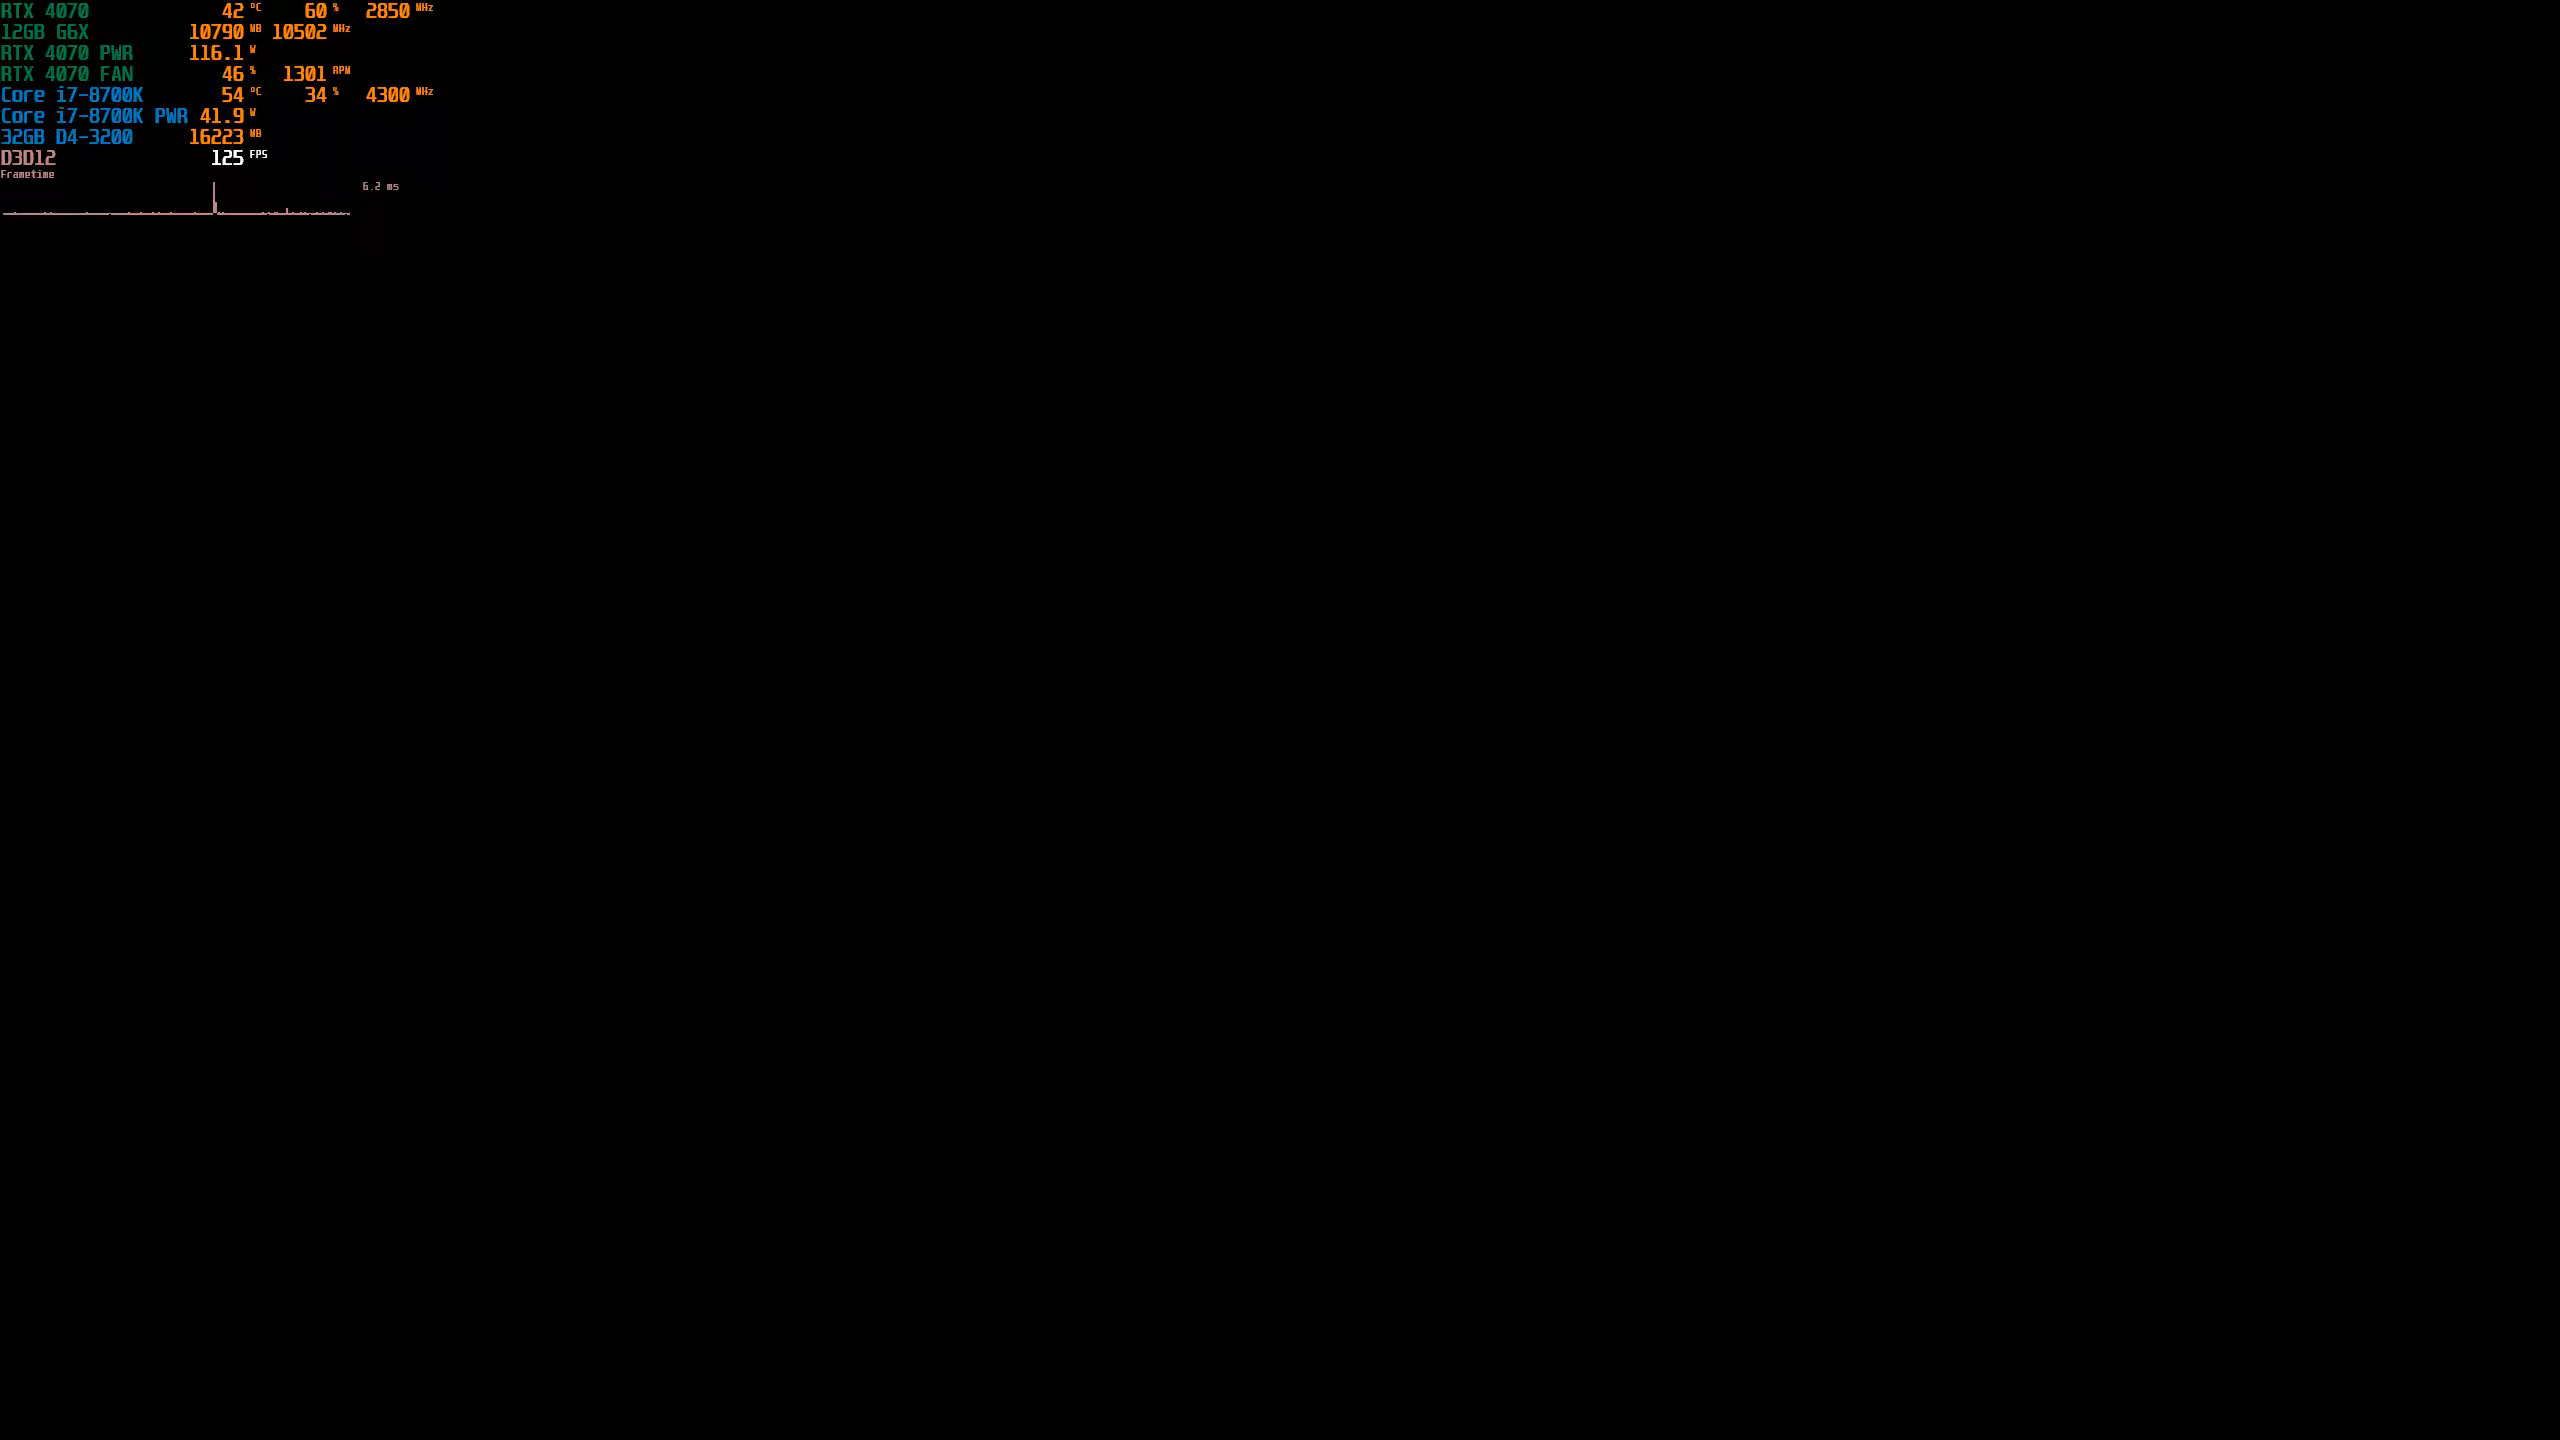 RTX 4070 42 °C 60 % 2850 MHz
12GB G6X 10790 MB 10502 MHz
RTX 4070 PWR 116.1 W
RTX 4070 FAN 46 % 1301 RPM
Core i7-8700K 54 °C 34 % 4300 MHz
Core i7-8700K PWR 41.9 W
32GB D4-3200 16223 MB
D3D12 125 FPS
Frametime
6.2 ms